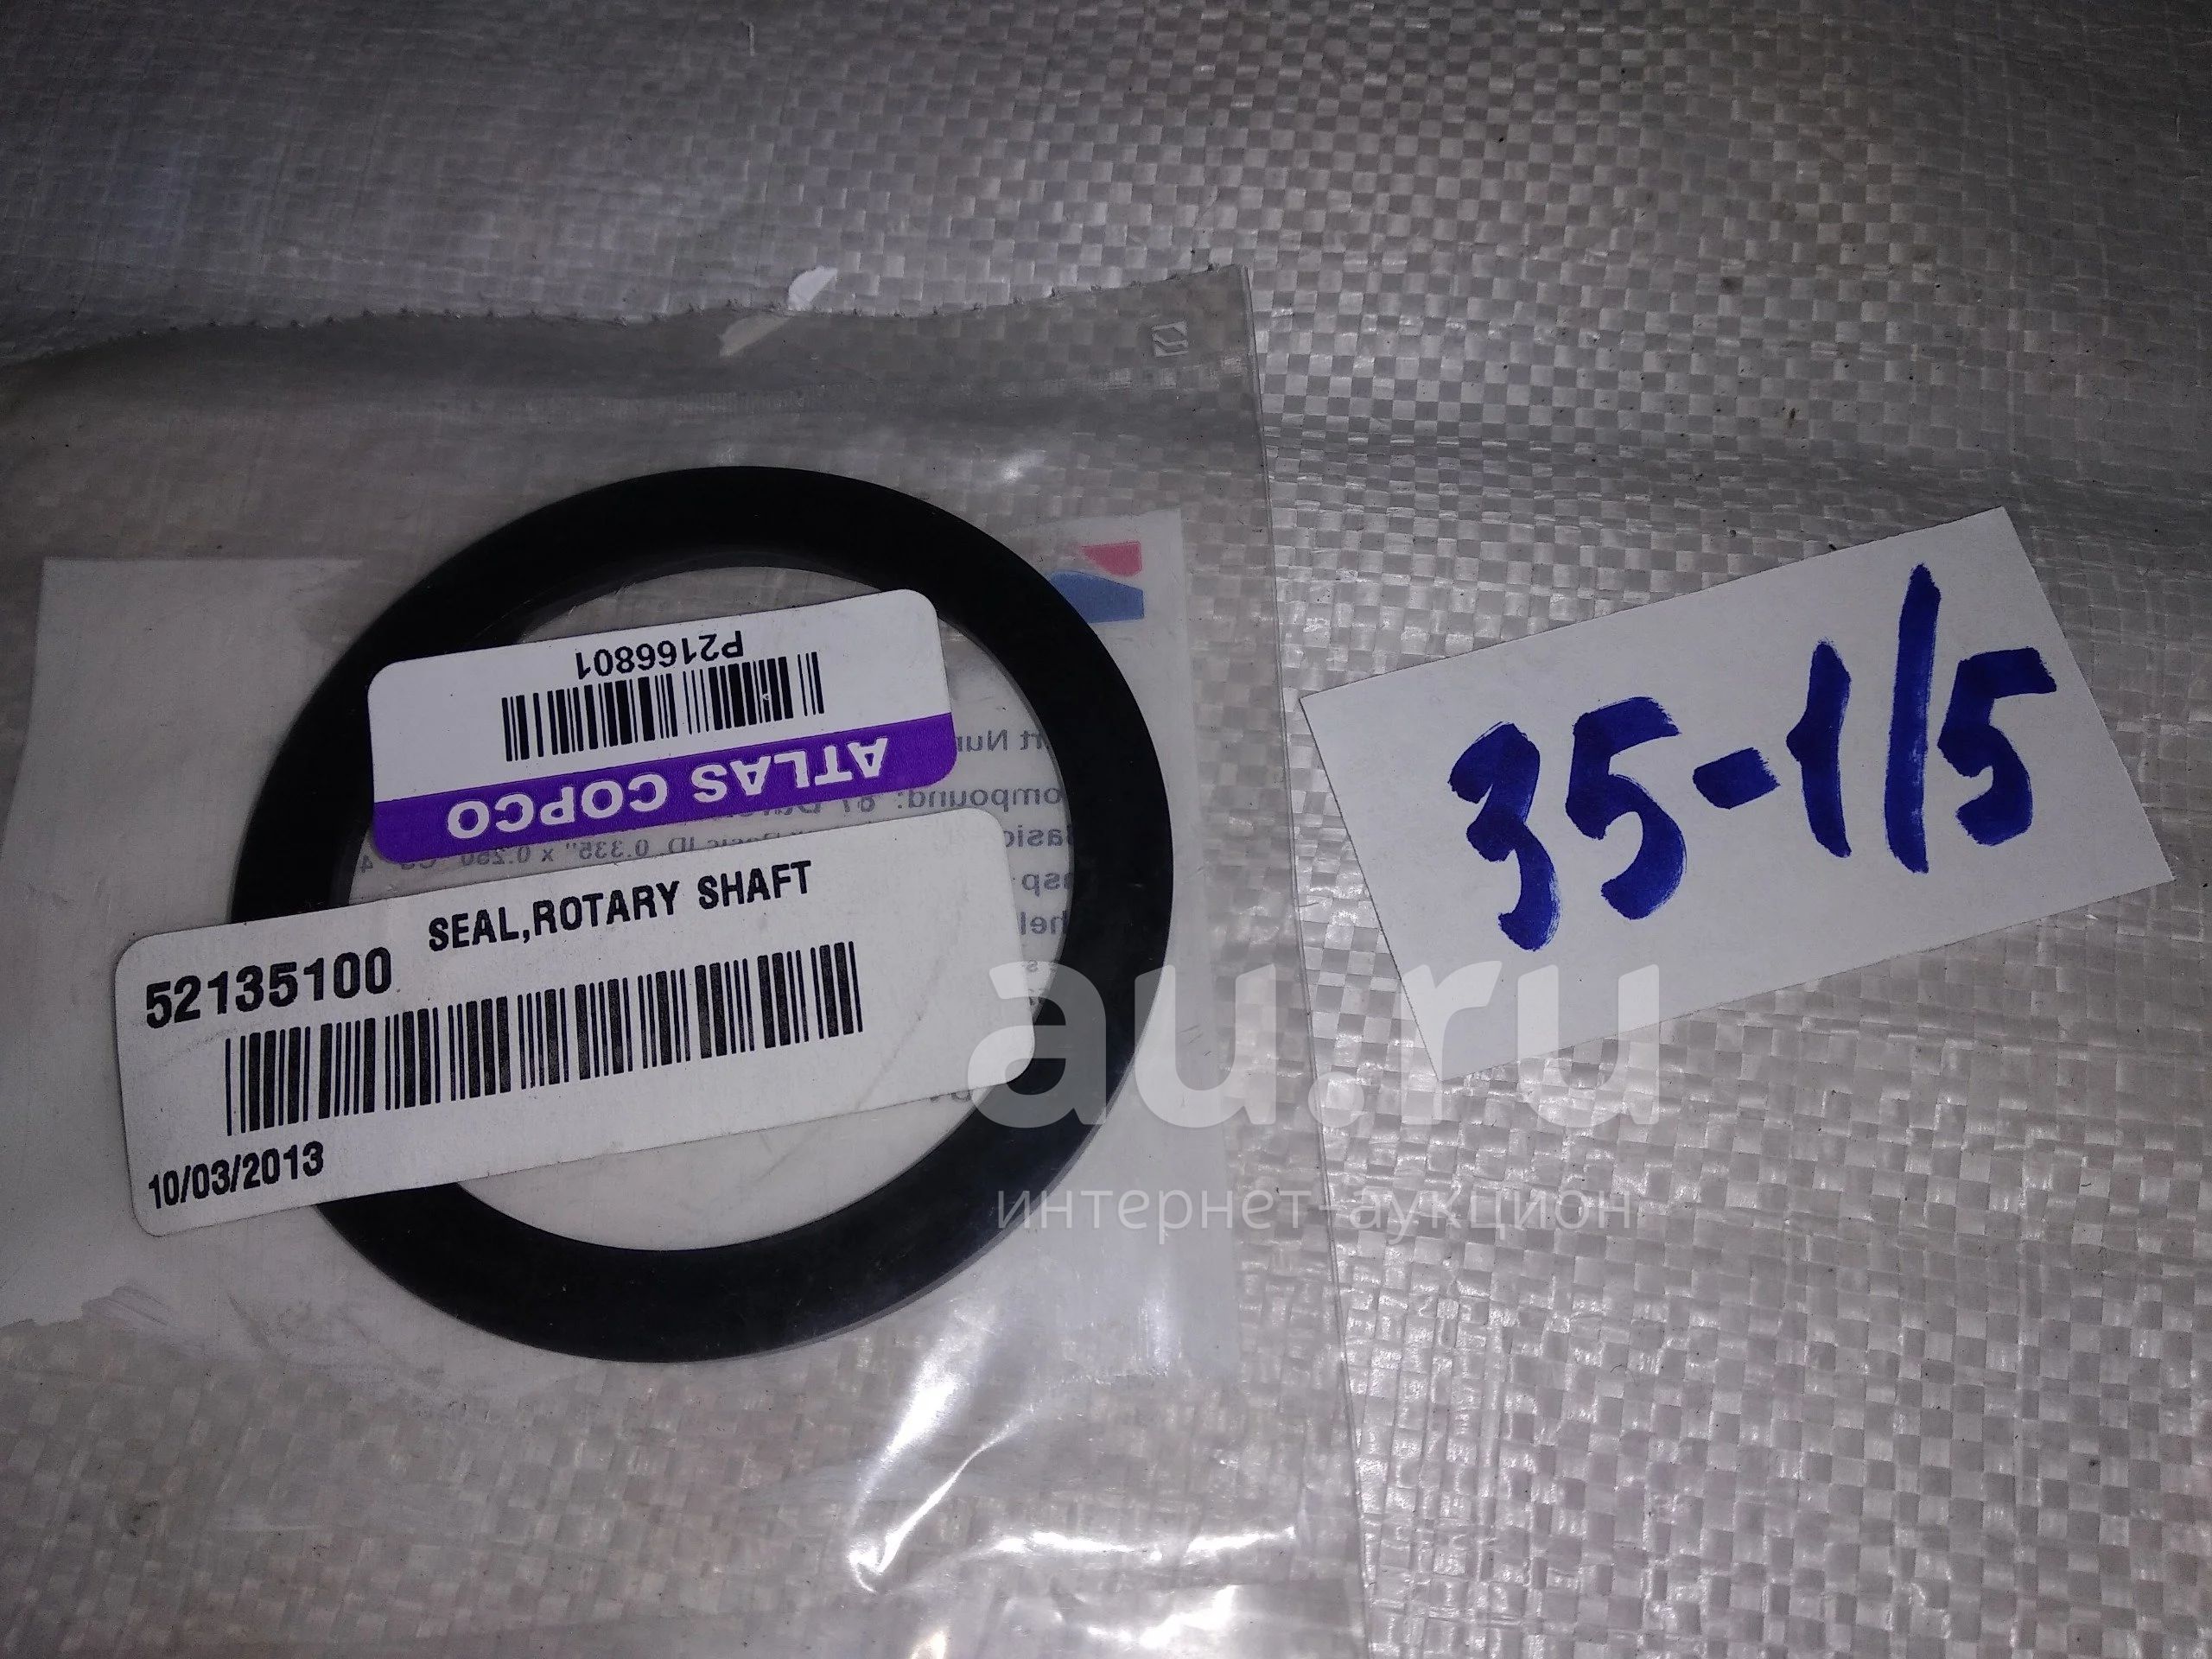 P2166801
ATLAS COPCO
52135100 SEAL,ROTARY SHAFT
10/03/2013
35-1/5
au.ru
интернет-аукцион